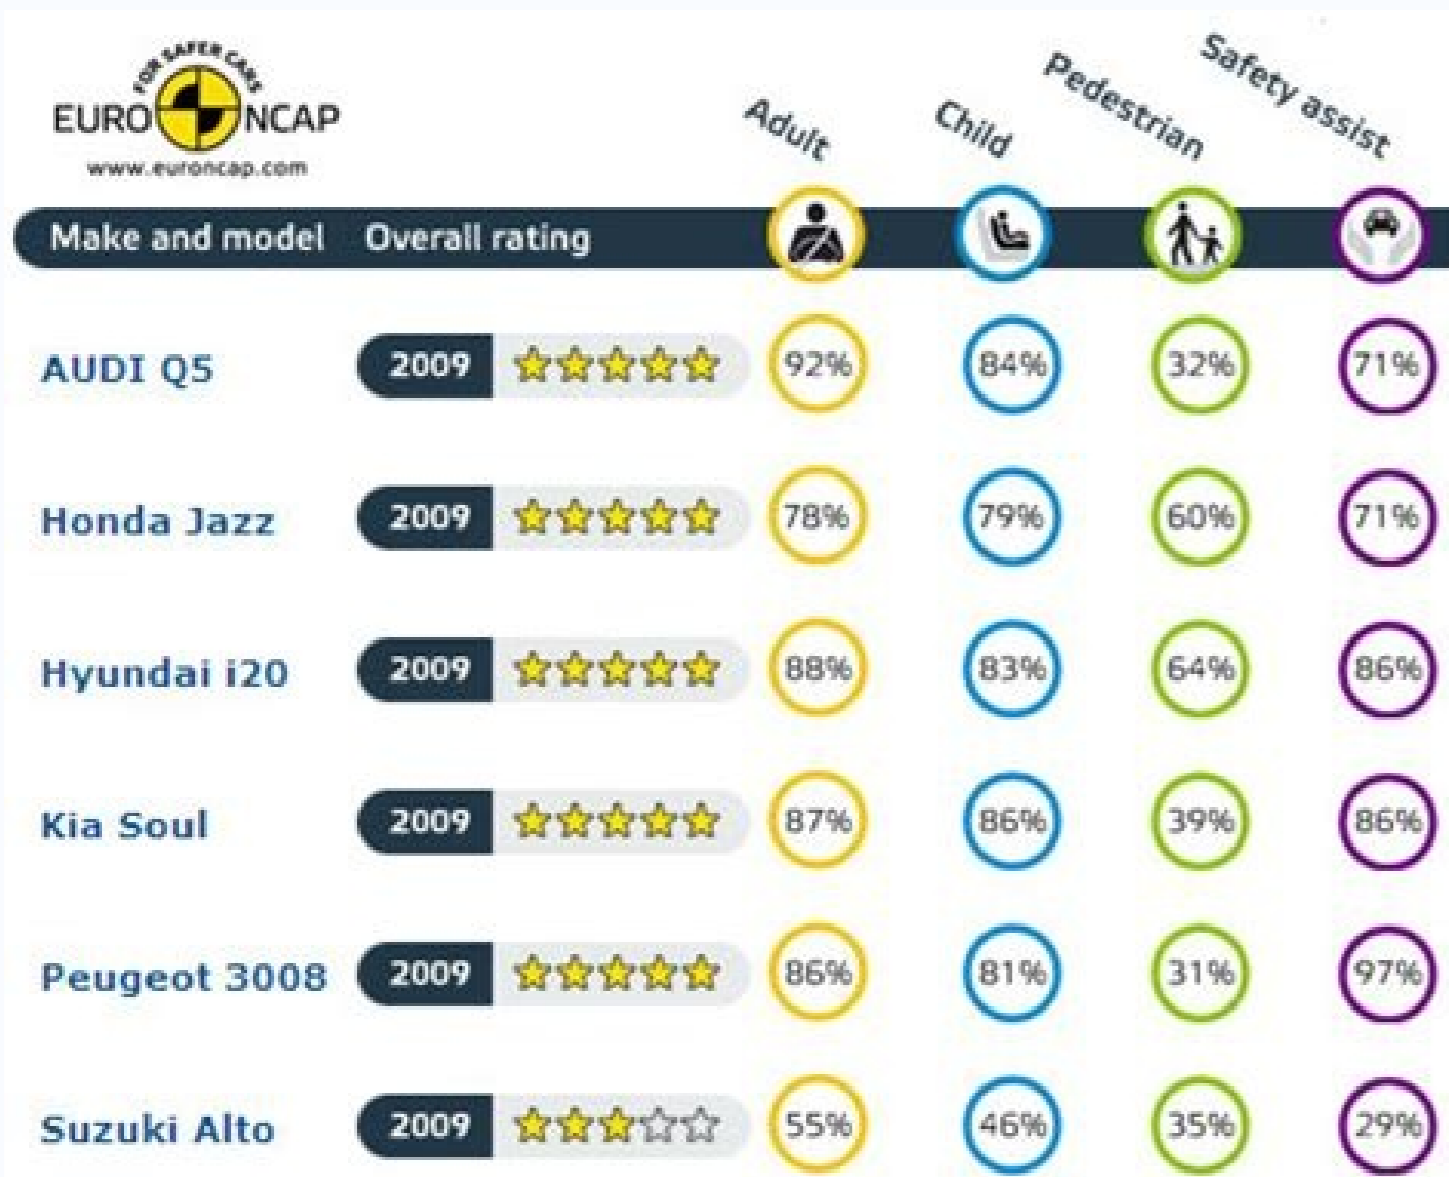 FOR SAFER CARS
EURO NCAP
www.euroncap.com
Adult Child Pedestrian Safety assist
Make and model Overall rating
AUDI Q5 2009 92% 84% 32% 71%
Honda Jazz 2009 78% 79% 60% 71%
Hyundai i20 2009 88% 83% 64% 86%
Kia Soul 2009 87% 86% 39% 86%
Peugeot 3008 2009 86% 81% 31% 97%
Suzuki Alto 2009 55% 46% 35% 29%